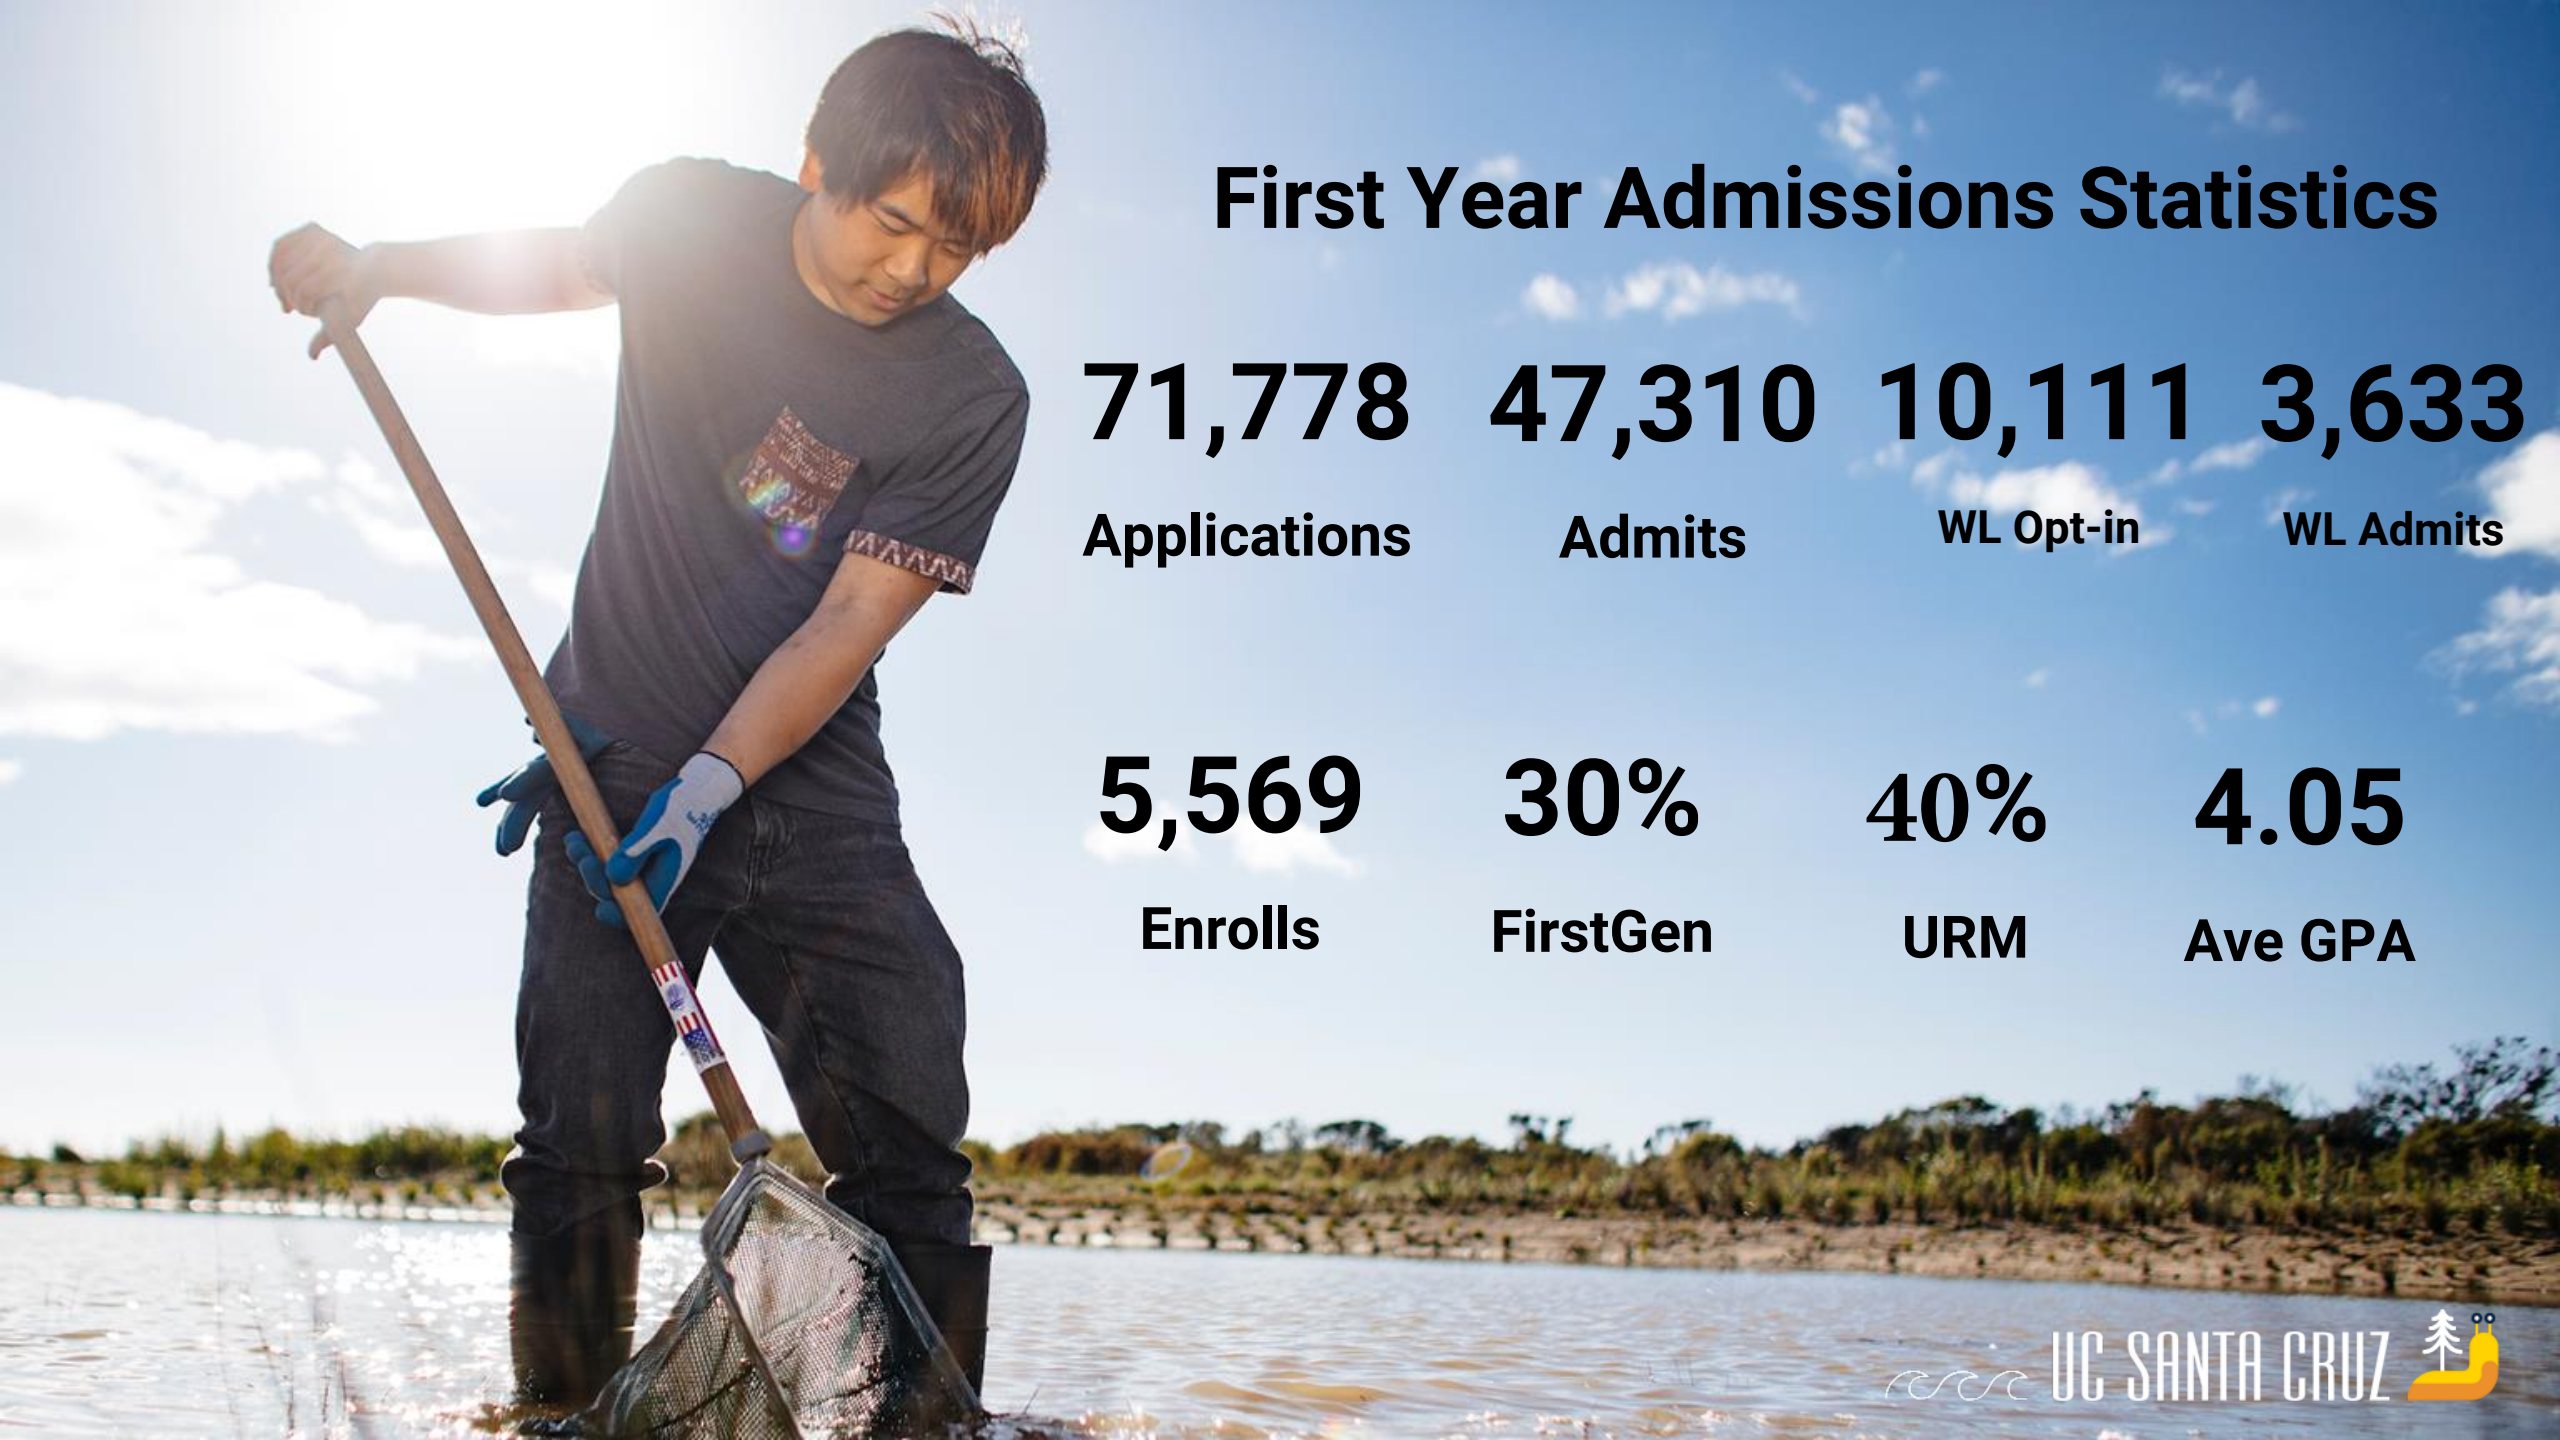 First Year Admissions Statistics
71,778 47,310 10,111 3,633
Applications Admits WL Opt-in WL Admits
5,569 30% 40% 4.05
Enrolls FirstGen URM Ave GPA
UC SANTA CRUZ